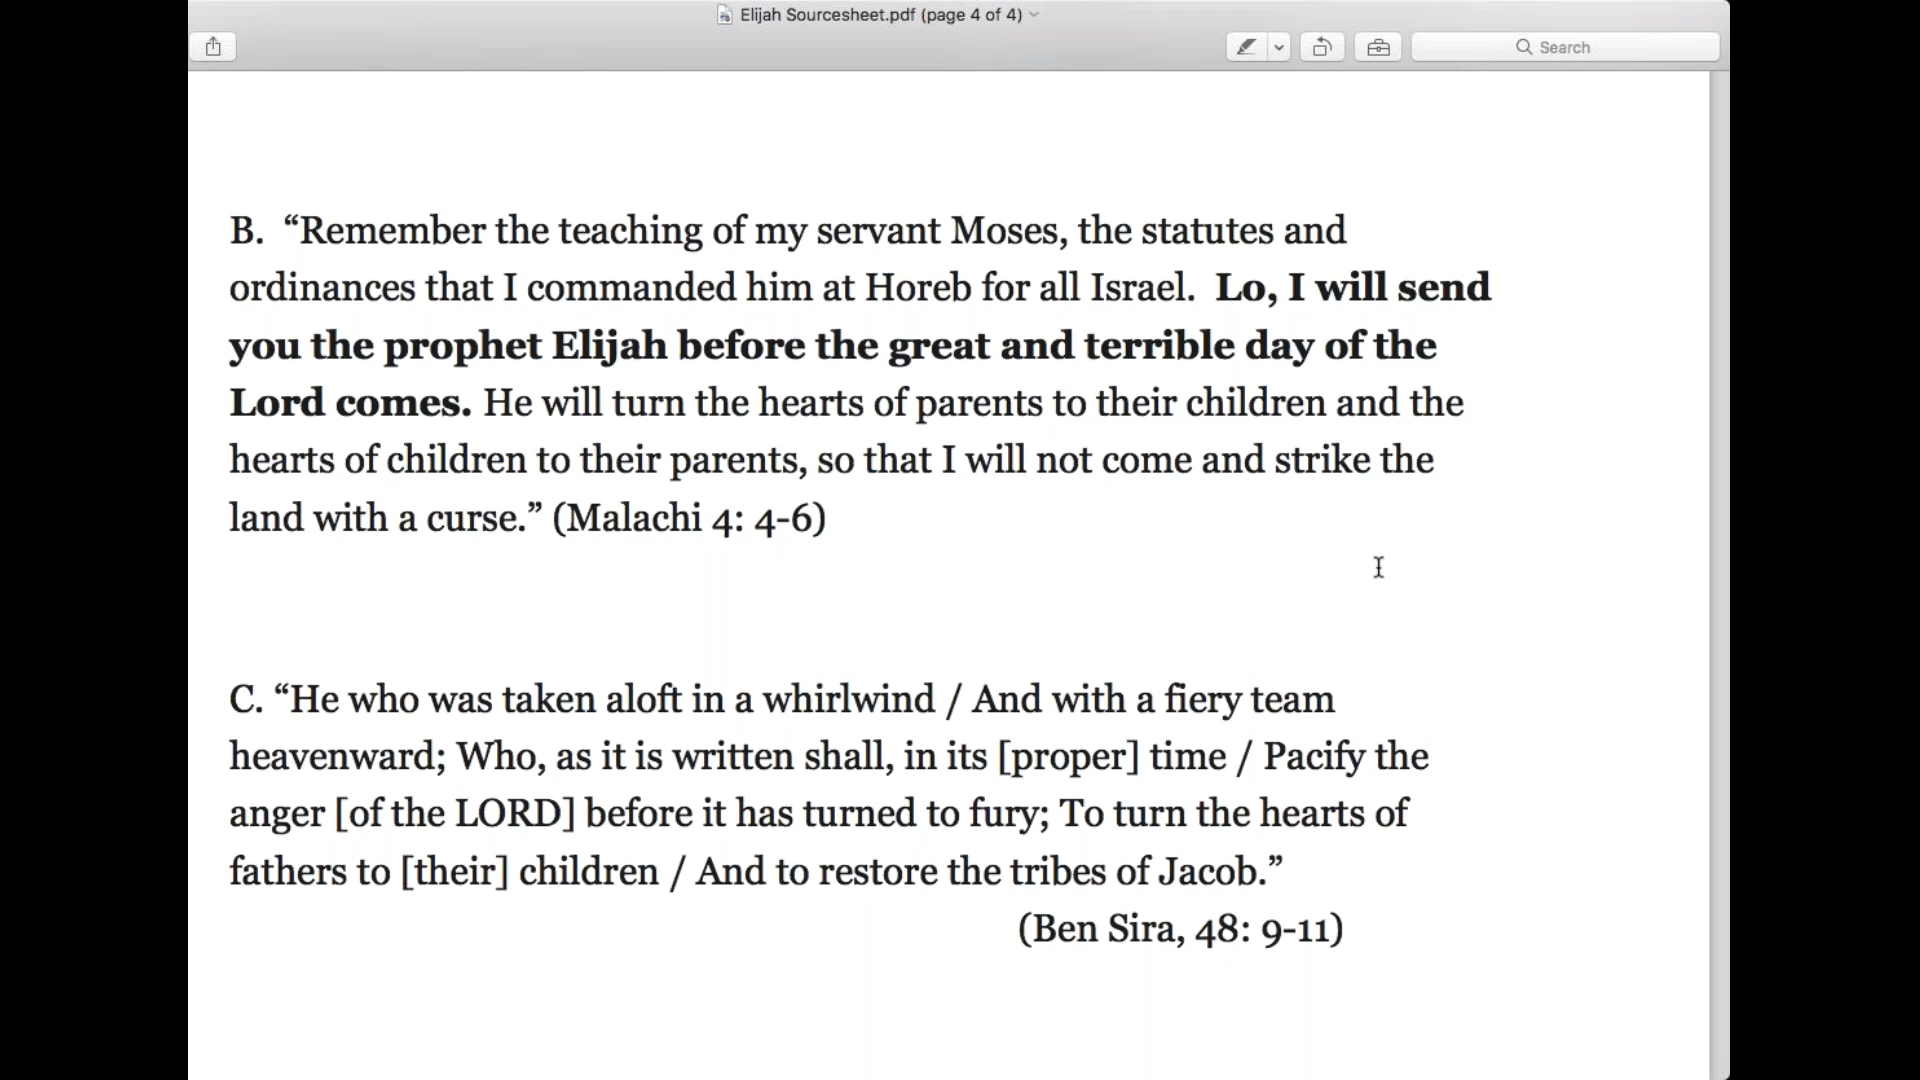 Elijah Sourcesheet.pdf (page 4 of 4)
Search
B. “Remember the teaching of my servant Moses, the statutes and
ordinances that I commanded him at Horeb for all Israel. Lo, I will send
you the prophet Elijah before the great and terrible day of the
Lord comes. He will turn the hearts of parents to their children and the
hearts of children to their parents, so that I will not come and strike the
land with a curse.” (Malachi 4: 4-6)
C. “He who was taken aloft in a whirlwind / And with a fiery team
heavenward; Who, as it is written shall, in its [proper] time / Pacify the
anger [of the LORD] before it has turned to fury; To turn the hearts of
fathers to [their] children / And to restore the tribes of Jacob.”
(Ben Sira, 48: 9-11)